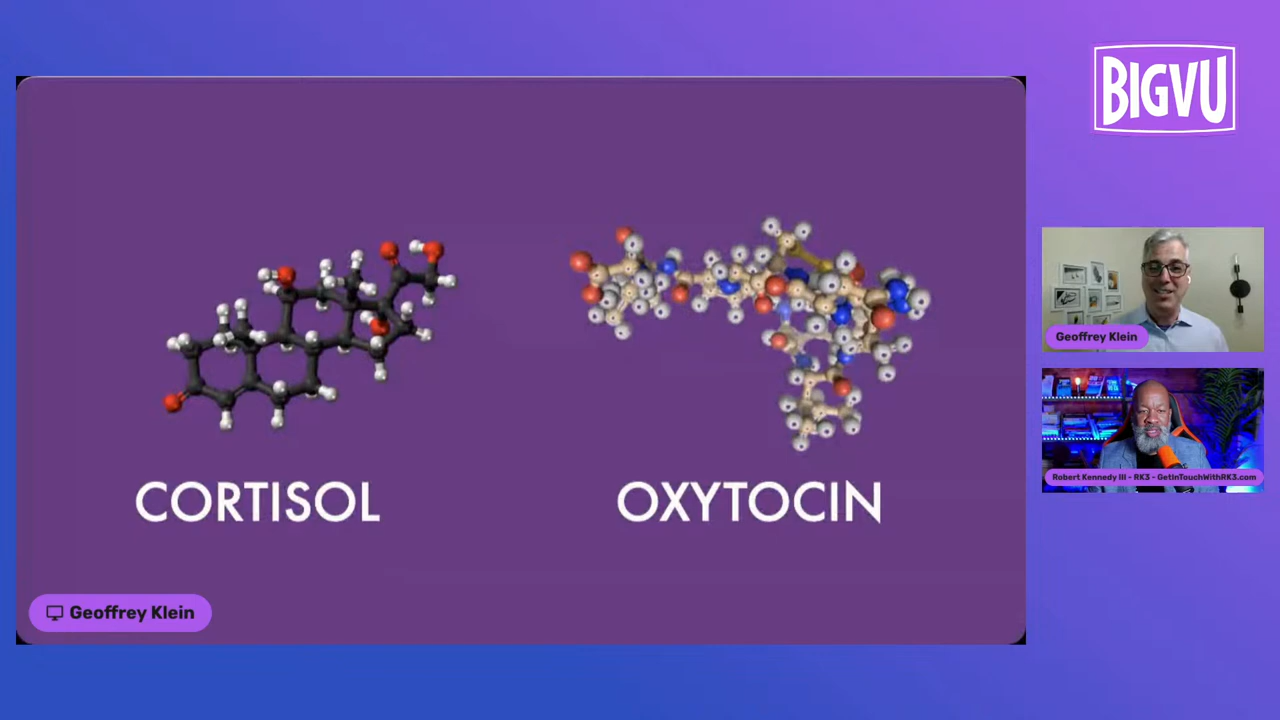 BIGVU
CORTISOL
OXYTOCIN
Geoffrey Klein
Geoffrey Klein
Robert Kennedy III - RK3 - GetInTouchWithRK3.com